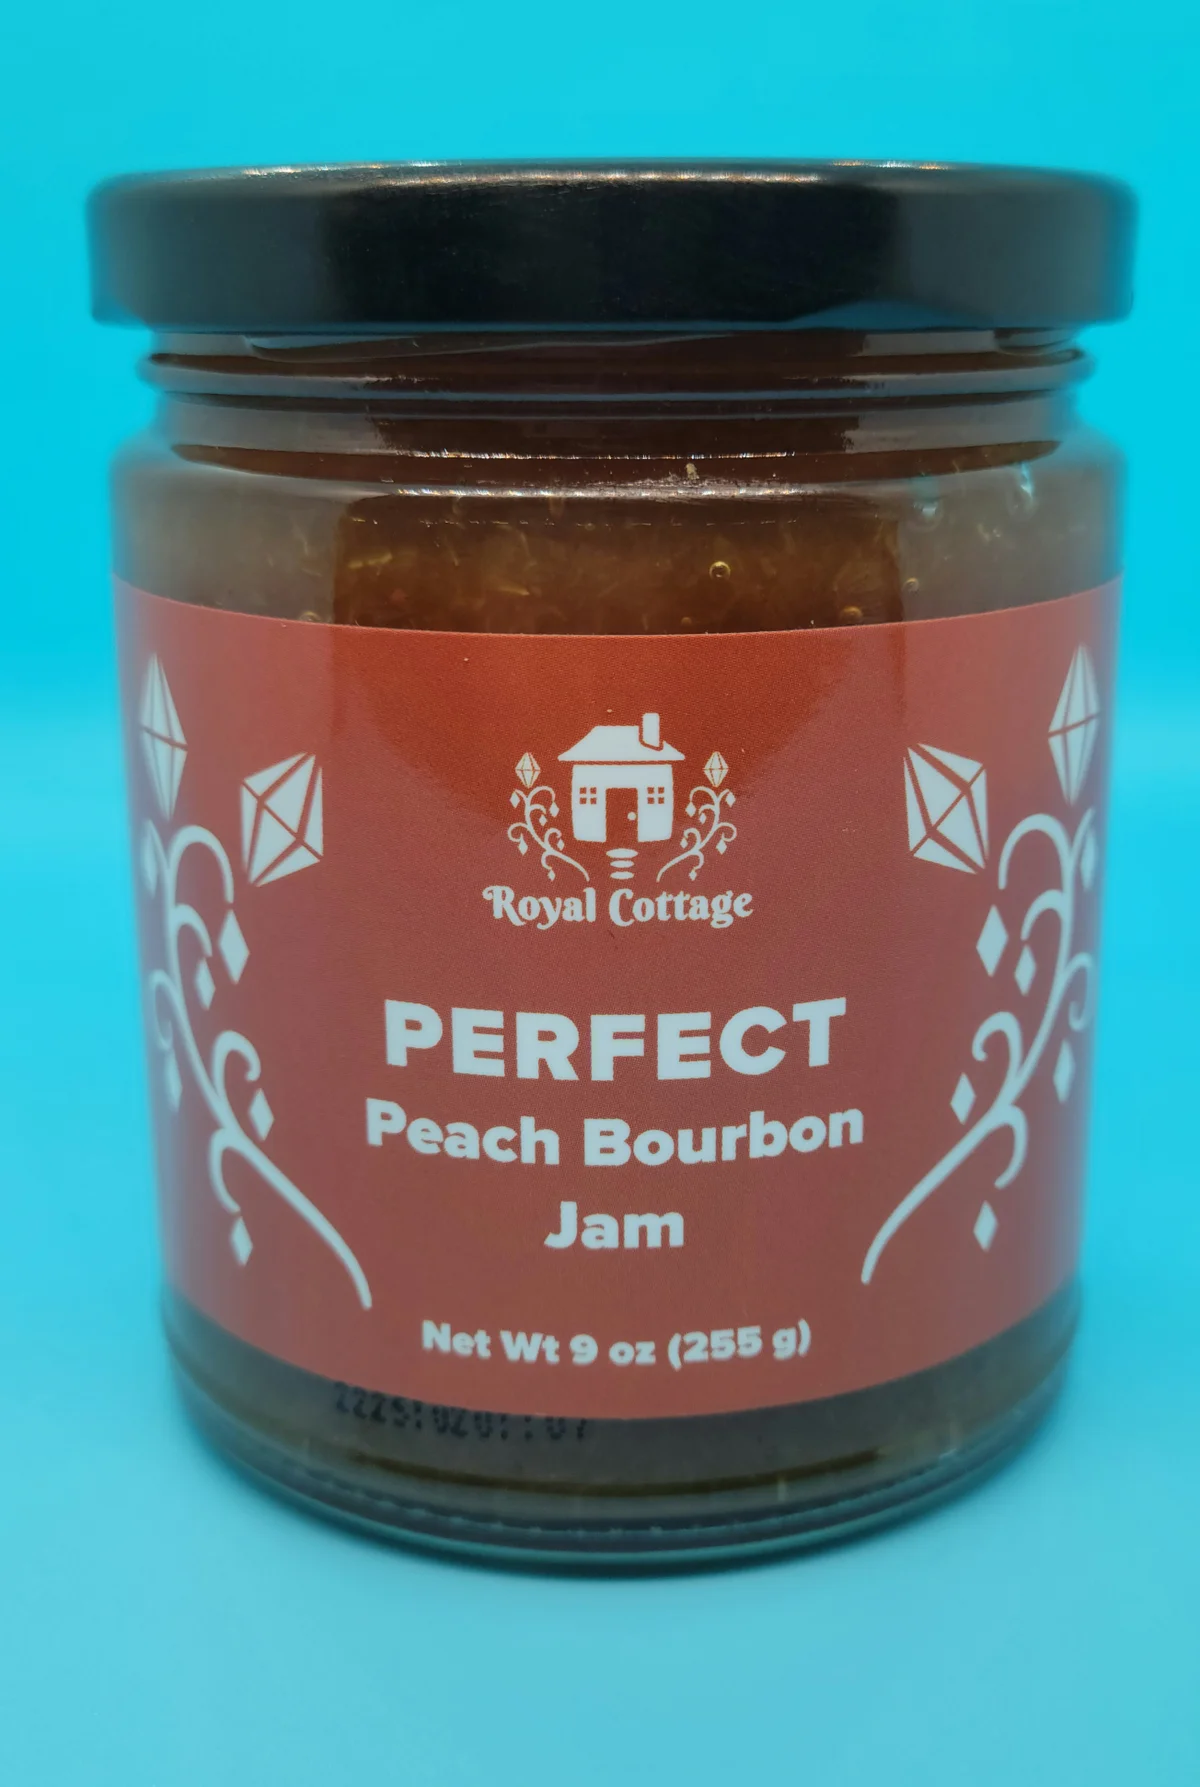 Royal Cottage
PERFECT
Peach Bourbon
Jam
Net Wt 9 oz (255 g)